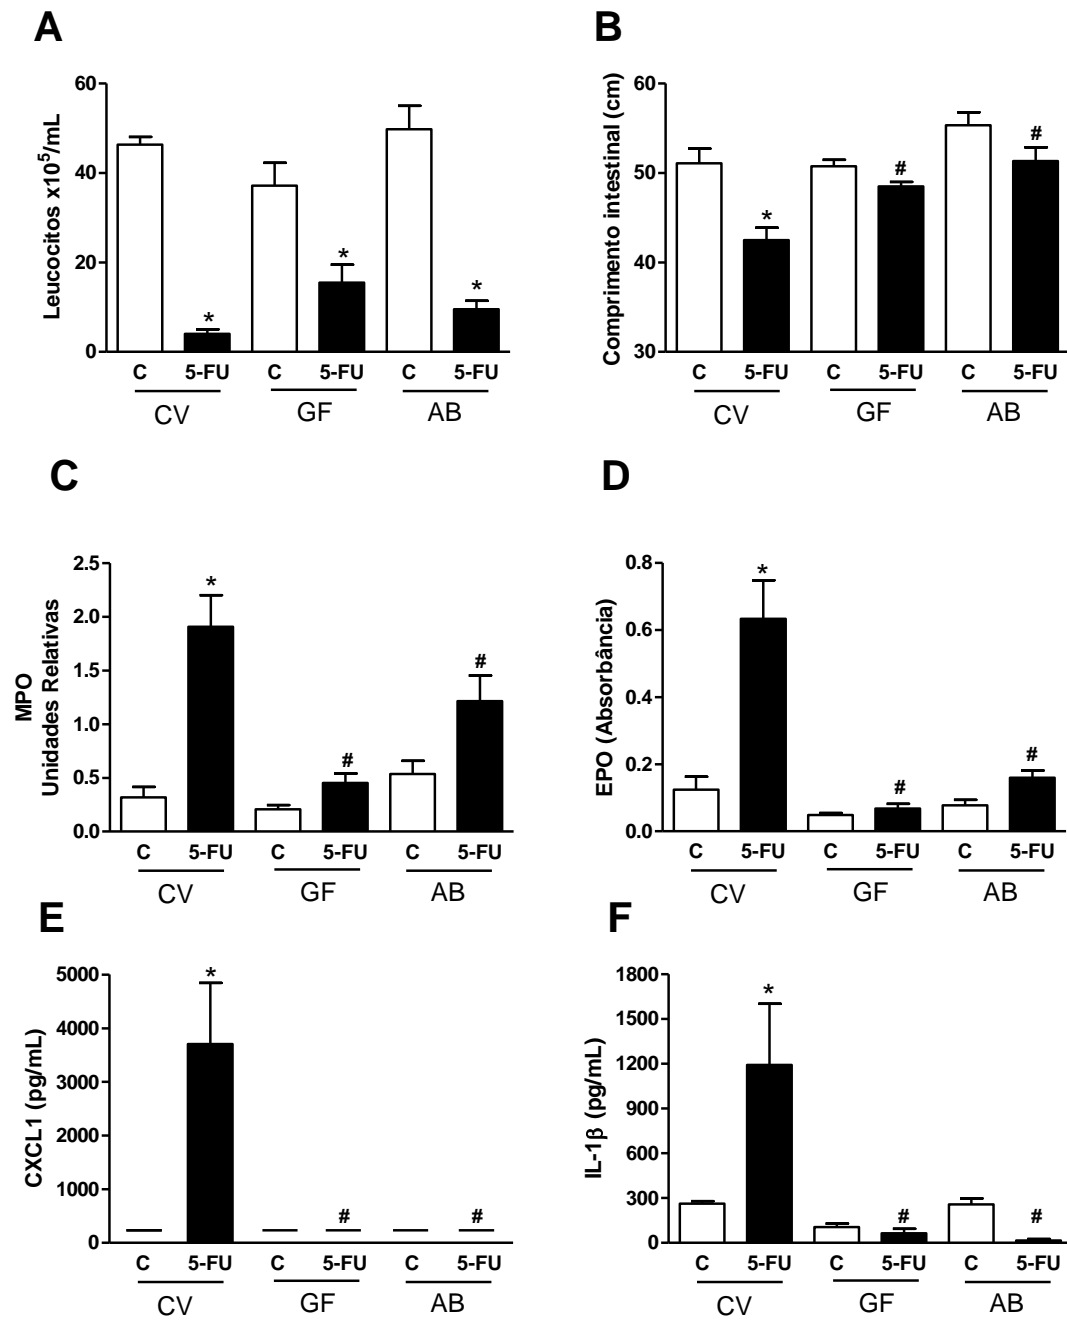 A
Leucocitos x10⁵/mL
60
40
20
0
C 5-FU C 5-FU C 5-FU
CV GF AB
* * *
B
Comprimento intestinal (cm)
60
50
40
30
C 5-FU C 5-FU C 5-FU
CV GF AB
* # #
C
MPO
Unidades Relativas
2.5
2.0
1.5
1.0
0.5
0.0
C 5-FU C 5-FU C 5-FU
CV GF AB
* # #
D
EPO (Absorbância)
0.8
0.6
0.4
0.2
0.0
C 5-FU C 5-FU C 5-FU
CV GF AB
* # #
E
CXCL1 (pg/mL)
5000
4000
3000
2000
1000
0
C 5-FU C 5-FU C 5-FU
CV GF AB
* # #
F
IL-1β (pg/mL)
1800
1500
1200
900
600
300
0
C 5-FU C 5-FU C 5-FU
CV GF AB
* # #